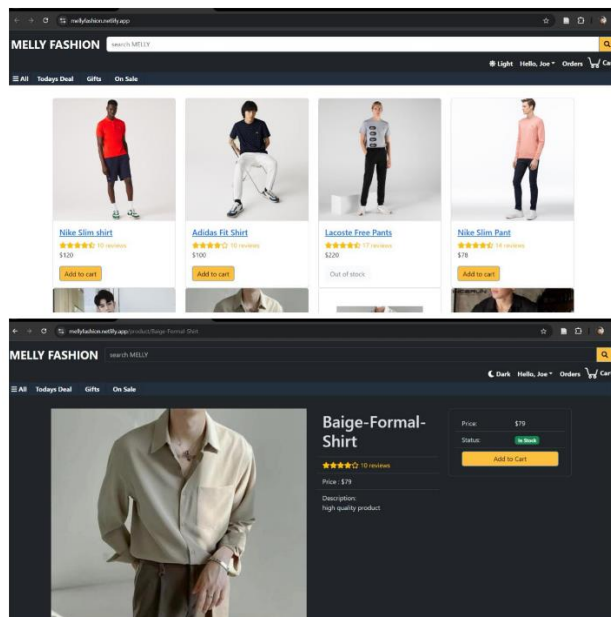 mellyfashion.netlify.app
MELLY FASHION
search MELLY
Light Hello, Joe Orders Ca
All Todays Deal Gifts On Sale
Nike Slim shirt
10 reviews
$120
Add to cart
Adidas Fit Shirt
10 reviews
$100
Add to cart
Lacoste Free Pants
17 reviews
$220
Out of stock
Nike Slim Pant
14 reviews
$78
Add to cart
mellyfashion.netlify.app/product/Baige-Formal-Shirt
MELLY FASHION
search MELLY
Dark Hello, Joe Orders Car
All Todays Deal Gifts On Sale
Baige-Formal-
Shirt
10 reviews
Price : $79
Description:
high quality product
Price: $79
Status: In Stock
Add to Cart